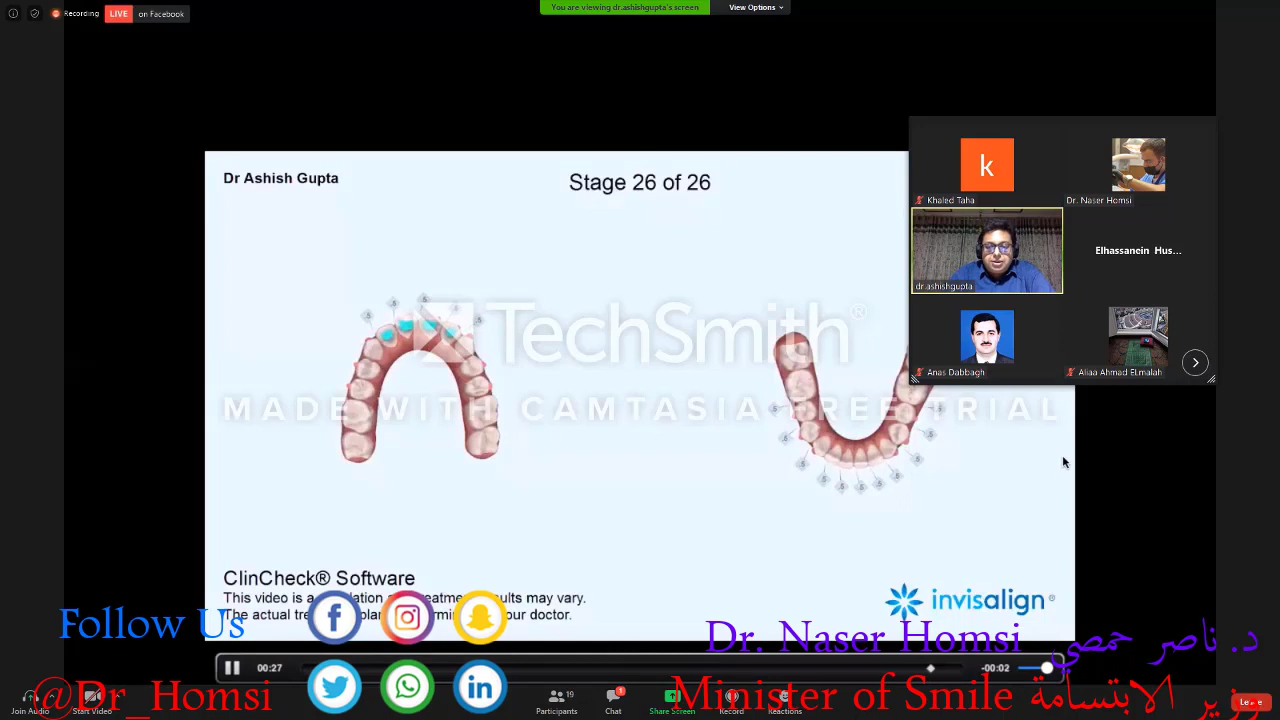 Recording
LIVE
on Facebook
You are viewing dr.ashishgupta's screen
View Options
Dr Ashish Gupta
Stage 26 of 26
k
Khaled Taha
Dr. Naser Homsi
dr.ashishgupta
Elhassanein Hus...
Anas Dabbagh
Aliaa Ahmad ELmalah
TechSmith®
MADE WITH CAMTASIA FREE TRIAL
ClinCheck® Software
This video is a
may vary.
The actual
your doctor.
invisalign®
Follow Us
Dr. Naser Homsi د. ناصر حمصي
00:27
-00:02
@Dr_Homsi
Minister of Smile وزير الابتسامة
Join Audio
Start Video
Participants
19
Chat
1
Share Screen
Record
Reactions